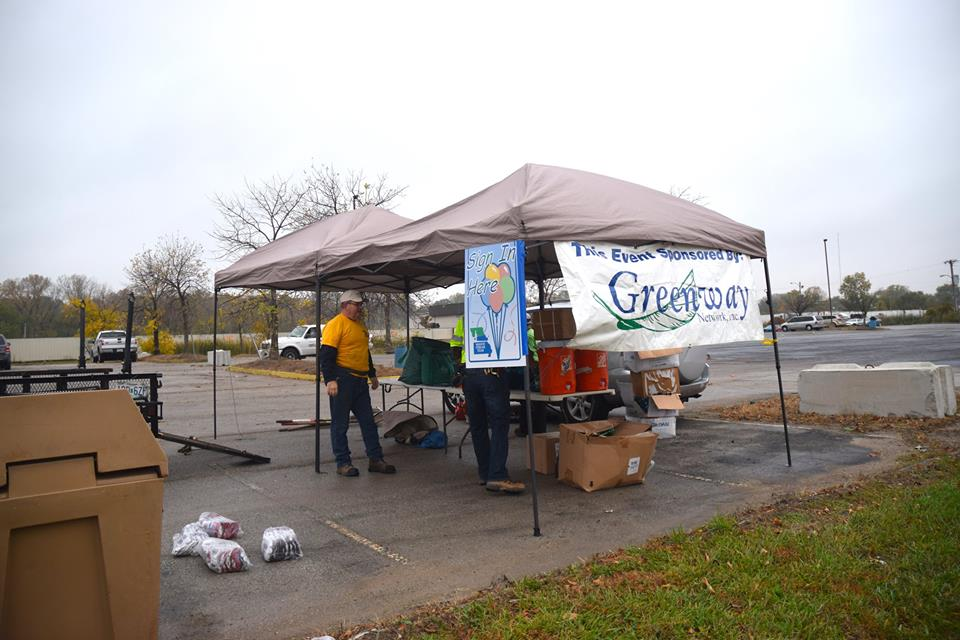 Sign In
Here
This Event Sponsored By:
Greenway
Network, Inc.